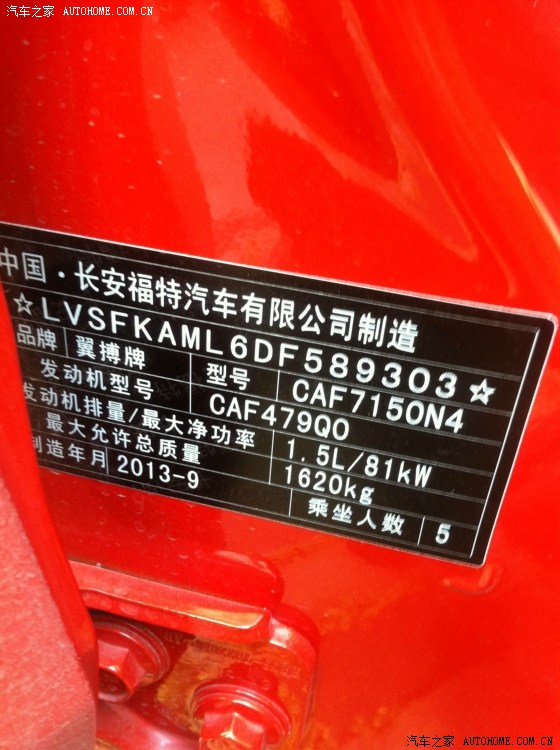 汽车之家 AUTOHOME.COM.CN
中国·长安福特汽车有限公司制造
☆LVSFKAML6DF589303☆
品牌 翼搏牌 型号 CAF7150N4
发动机型号 CAF479Q0
发动机排量/最大净功率 1.5L/81kW
最大允许总质量 1620kg
制造年月 2013-9 乘坐人数 5
汽车之家 AUTOHOME.COM.CN